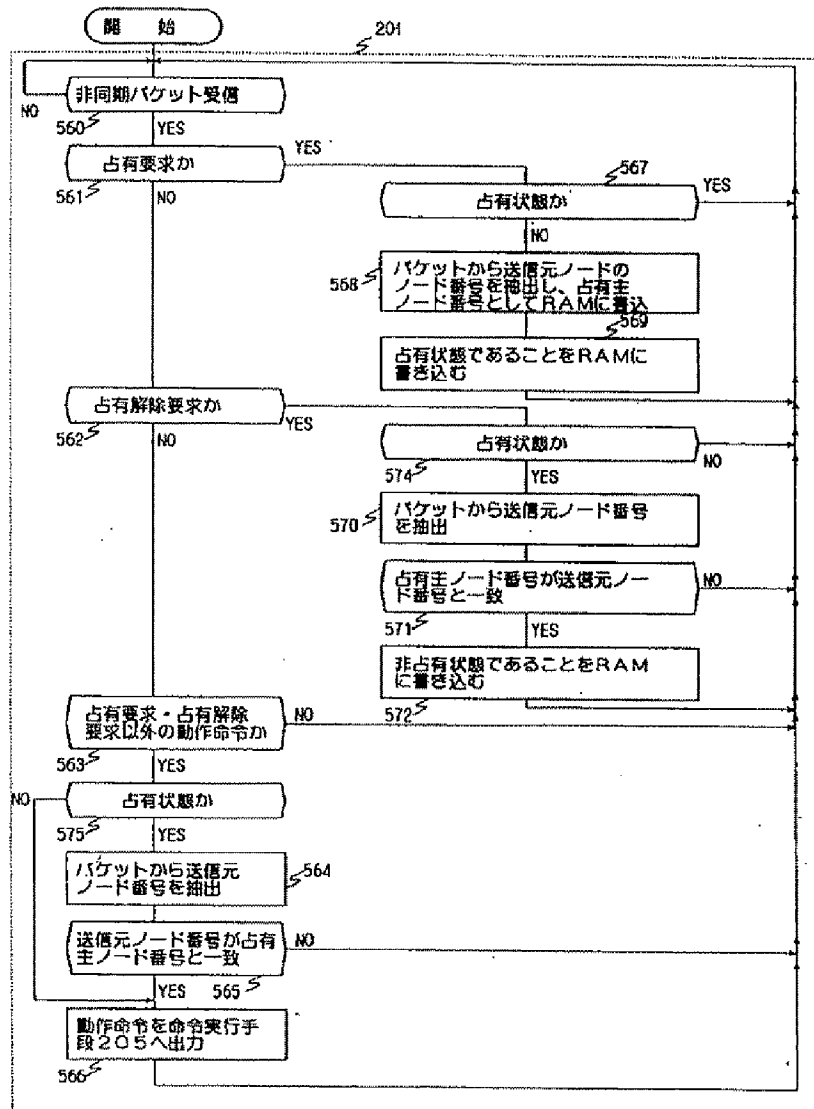 開 始
201
非同期パケット受信
NO
560
YES
占有要求か
YES
561
NO
567
占有状態か
YES
NO
568
パケットから送信元ノードの
ノード番号を抽出し、占有主
ノード番号としてRAMに書込
569
占有状態であることをRAMに
書き込む
占有解除要求か
YES
562
NO
占有状態か
NO
574
YES
570
パケットから送信元ノード番号
を抽出
占有主ノード番号が送信元ノー
ド番号と一致
NO
571
YES
非占有状態であることをRAM
に書き込む
572
占有要求・占有解除
要求以外の動作命令か
NO
563
YES
NO
占有状態か
575
YES
パケットから送信元
ノード番号を抽出
564
送信元ノード番号が占有
主ノード番号と一致
NO
YES
565
動作命令を命令実行手
段205へ出力
566